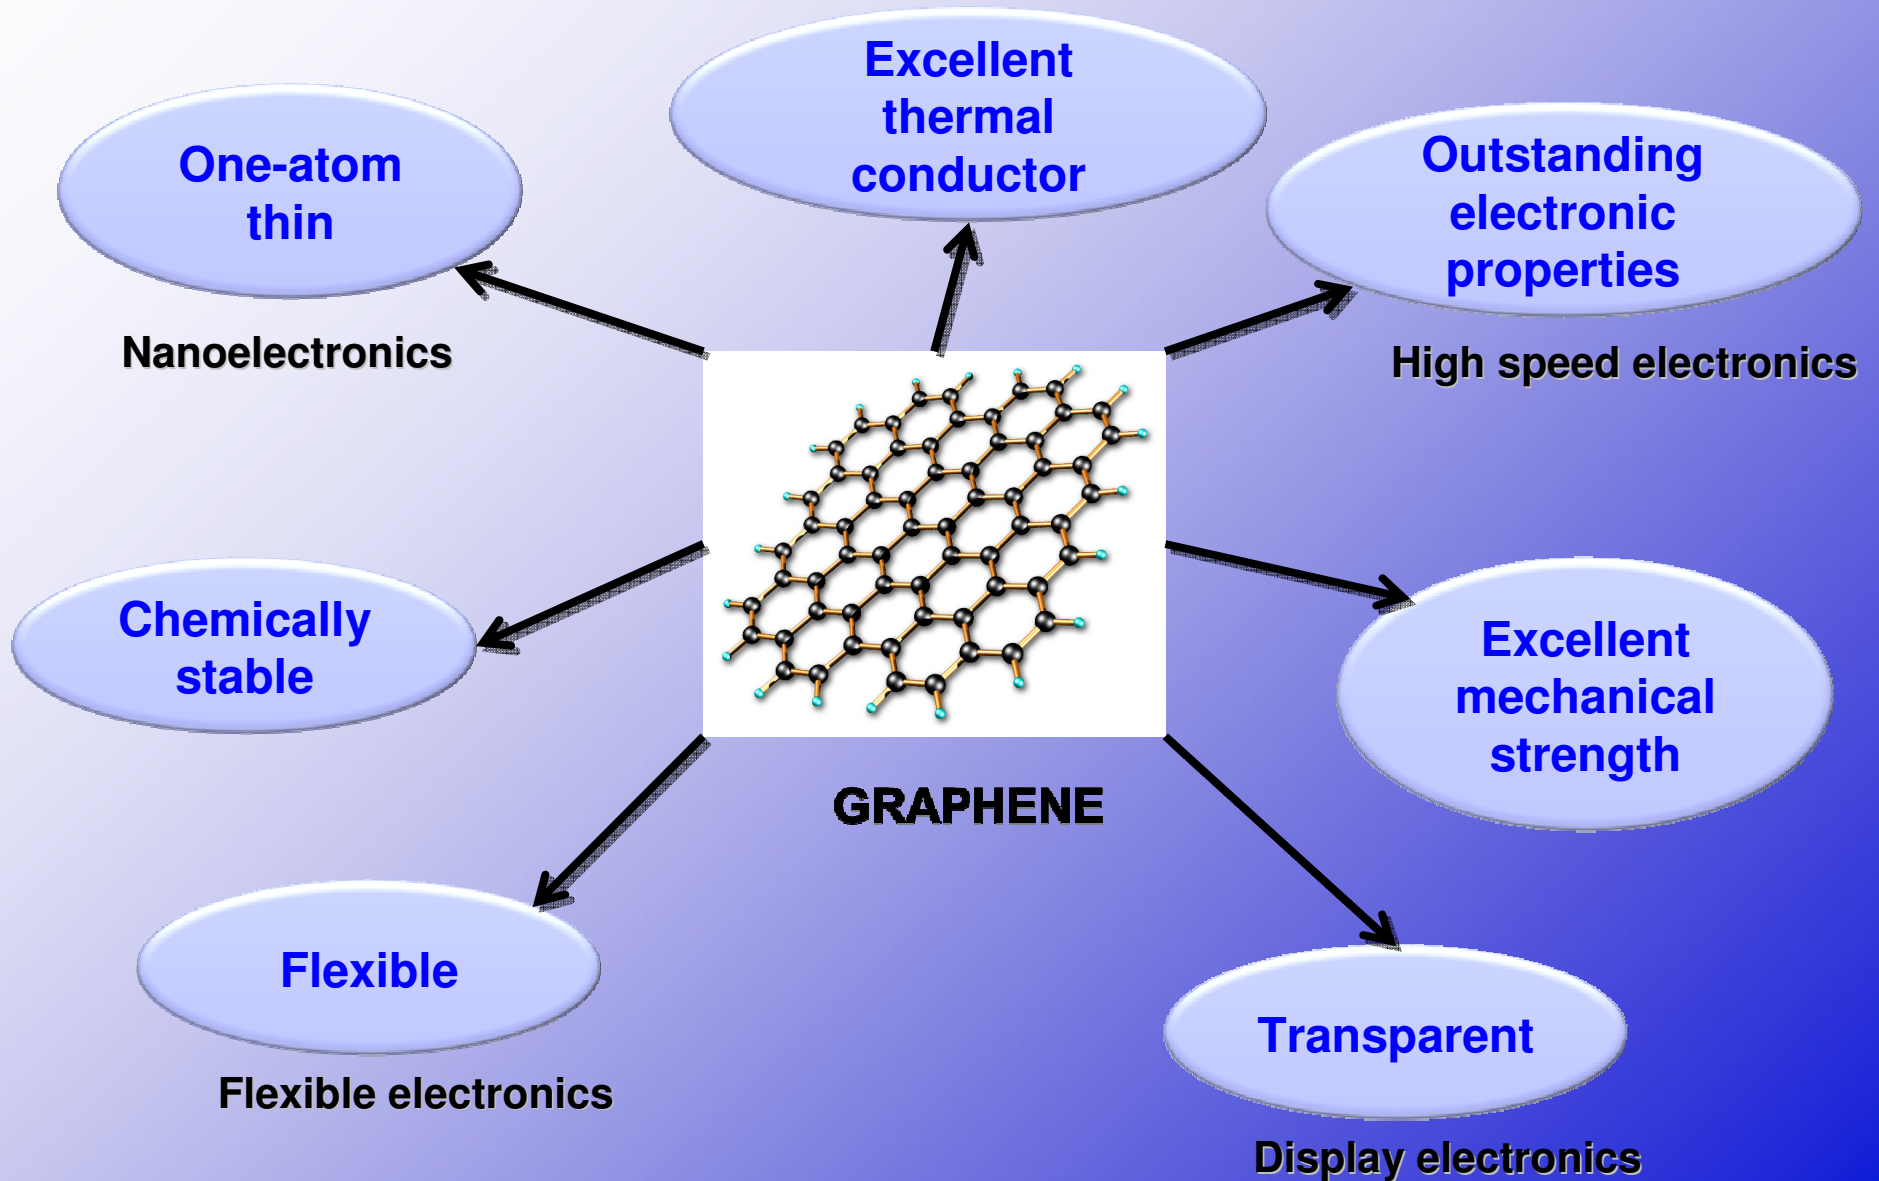 Excellent
thermal
conductor
One-atom
thin
Outstanding
electronic
properties
Nanoelectronics
High speed electronics
Chemically
stable
Excellent
mechanical
strength
GRAPHENE
Flexible
Transparent
Flexible electronics
Display electronics